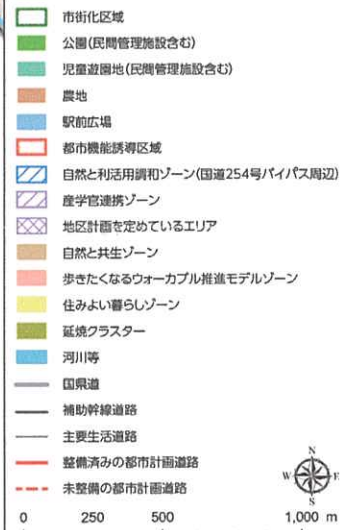 市街化区域
公園(民間管理施設含む)
児童遊園地(民間管理施設含む)
農地
駅前広場
都市機能誘導区域
自然と利活用調和ゾーン(国道254号バイパス周辺)
産学官連携ゾーン
地区計画を定めているエリア
自然と共生ゾーン
歩きたくなるウォーカブル推進モデルゾーン
住みよい暮らしゾーン
延焼クラスター
河川等
国県道
補助幹線道路
主要生活道路
整備済みの都市計画道路
未整備の都市計画道路
N
W E
S
0 250 500 1,000 m